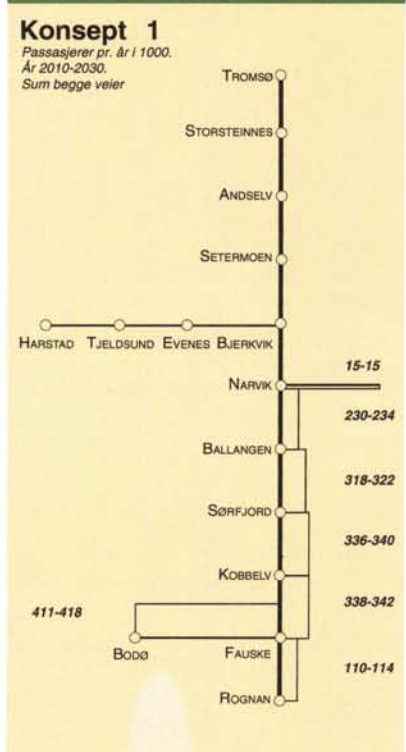 Konsept 1
Passasjerer pr. år i 1000.
År 2010-2030.
Sum begge veier
TROMSØ
STORSTEINNES
ANDSELV
SETERMOEN
HARSTAD TJELDSUND EVENES BJERKVIK
15-15
NARVIK
230-234
BALLANGEN
318-322
SØRFJORD
336-340
KOBBELV
338-342
411-418
BODØ FAUSKE
110-114
ROGNAN